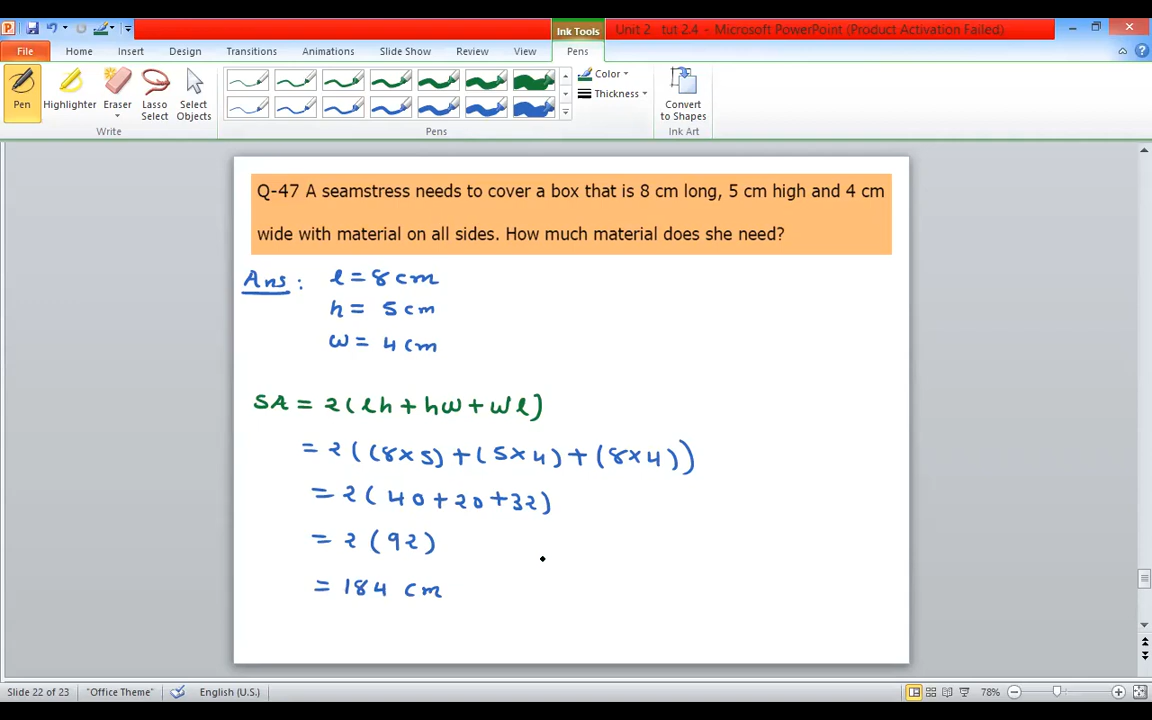 Ink Tools
Unit 2 tut 2.4 - Microsoft PowerPoint (Product Activation Failed)
File Home Insert Design Transitions Animations Slide Show Review View Pens
Pen Highlighter Eraser Lasso Select Select Objects
Color
Thickness
Convert to Shapes
Write Pens Ink Art
Q-47 A seamstress needs to cover a box that is 8 cm long, 5 cm high and 4 cm
wide with material on all sides. How much material does she need?
Ans : l = 8 cm
h = 5 cm
w = 4 cm
SA = 2(lh + hw + wl)
= 2((8×5) + (5×4) + (8×4))
= 2(40+20+32)
= 2(92)
= 184 cm
Slide 22 of 23 "Office Theme" English (U.S.) 78%